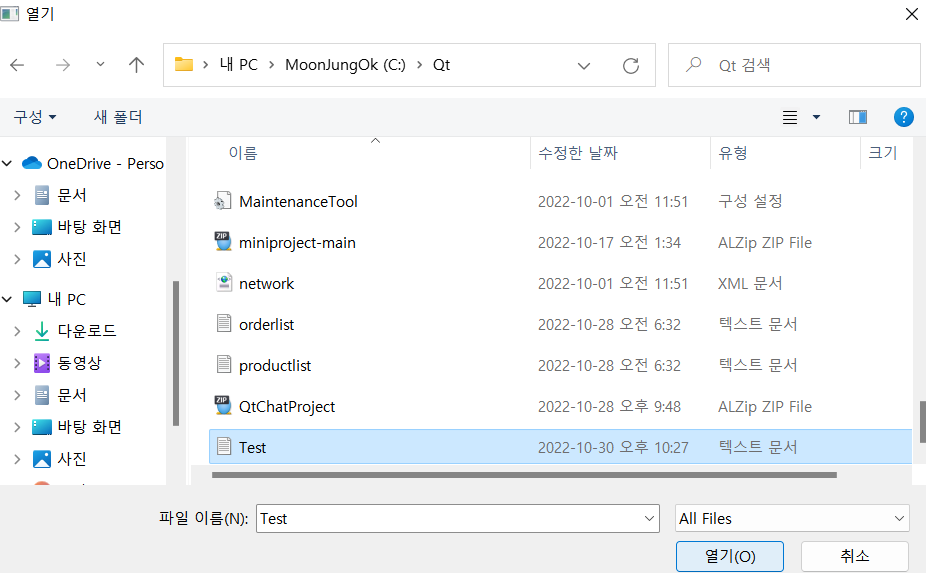 열기
내 PC > MoonJungOk (C:) > Qt
Qt 검색
구성
새 폴더
OneDrive - Perso
문서
바탕 화면
사진
내 PC
다운로드
동영상
문서
바탕 화면
사진
이름 수정한 날짜 유형 크기
MaintenanceTool 2022-10-01 오전 11:51 구성 설정
miniproject-main 2022-10-17 오전 1:34 ALZip ZIP File
network 2022-10-01 오전 11:51 XML 문서
orderlist 2022-10-28 오전 6:32 텍스트 문서
productlist 2022-10-28 오전 6:32 텍스트 문서
QtChatProject 2022-10-28 오후 9:48 ALZip ZIP File
Test 2022-10-30 오후 10:27 텍스트 문서
파일 이름(N): Test All Files
열기(O) 취소